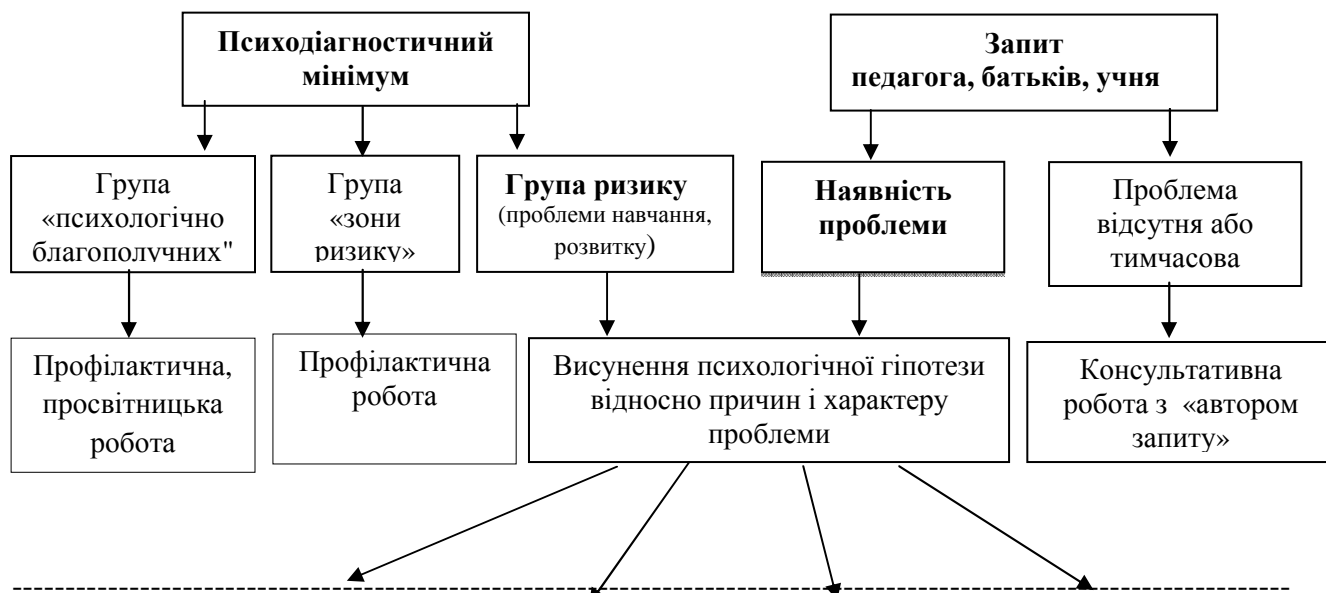 Психодіагностичний
мінімум
Запит
педагога, батьків, учня
Група
«психологічно
благополучних"
Група
«зони
ризику»
Група ризику
(проблеми навчання,
розвитку)
Наявність
проблеми
Проблема
відсутня або
тимчасова
Профілактична,
просвітницька
робота
Профілактична
робота
Висунення психологічної гіпотези
відносно причин і характеру
проблеми
Консультативна
робота з «автором
запиту»